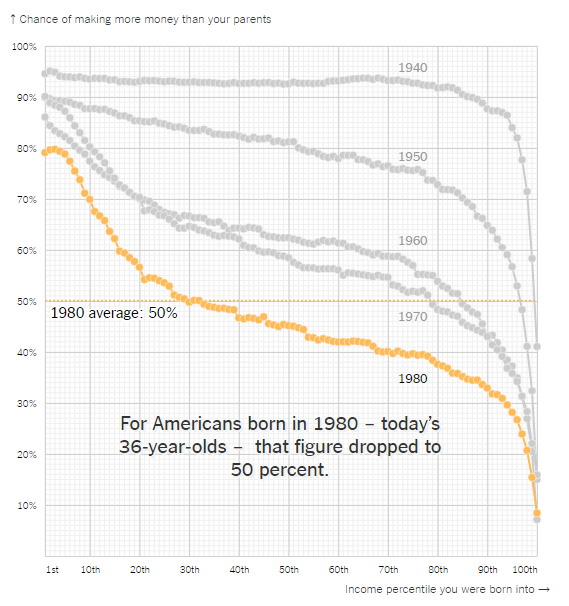 ↑ Chance of making more money than your parents
100%
1940
90%
80%
1950
70%
60%
1960
50%
1980 average: 50%
1970
40%
1980
30%
For Americans born in 1980 – today’s
36-year-olds – that figure dropped to
50 percent.
20%
10%
1st 10th 20th 30th 40th 50th 60th 70th 80th 90th 100th
Income percentile you were born into →